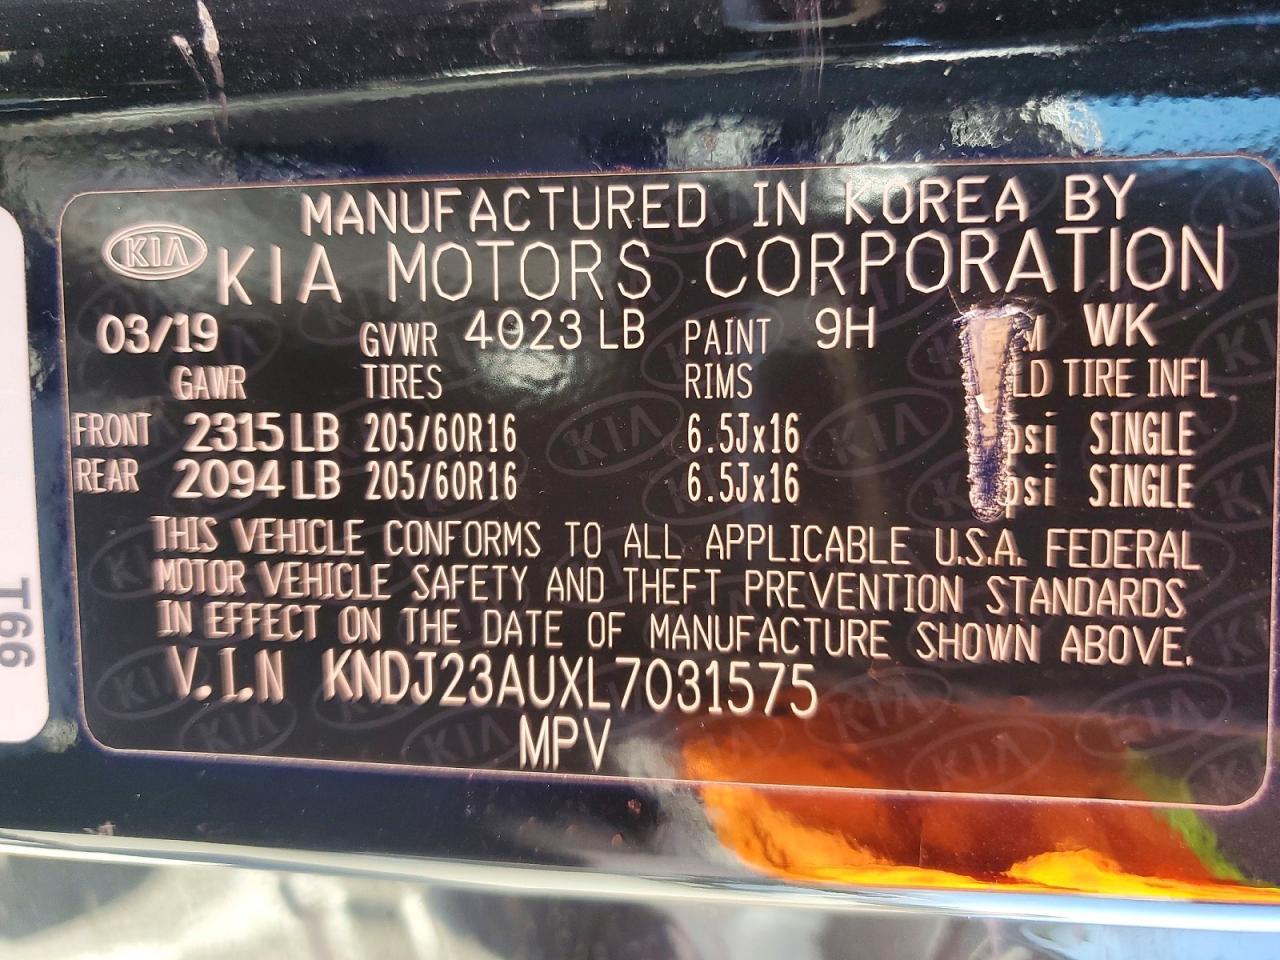 MANUFACTURED IN KOREA BY
KIA KIA MOTORS CORPORATION
03/19 GVWR 4023 LB PAINT 9H WK
GAWR TIRES RIMS TIRE INFL
FRONT 2315 LB 205/60R16 6.5Jx16 psi SINGLE
REAR 2094 LB 205/60R16 6.5Jx16 psi SINGLE
THIS VEHICLE CONFORMS TO ALL APPLICABLE U.S.A. FEDERAL
MOTOR VEHICLE SAFETY AND THEFT PREVENTION STANDARDS
IN EFFECT ON THE DATE OF MANUFACTURE SHOWN ABOVE.
V.I.N KNDJ23AUXL7031575
MPV
T66